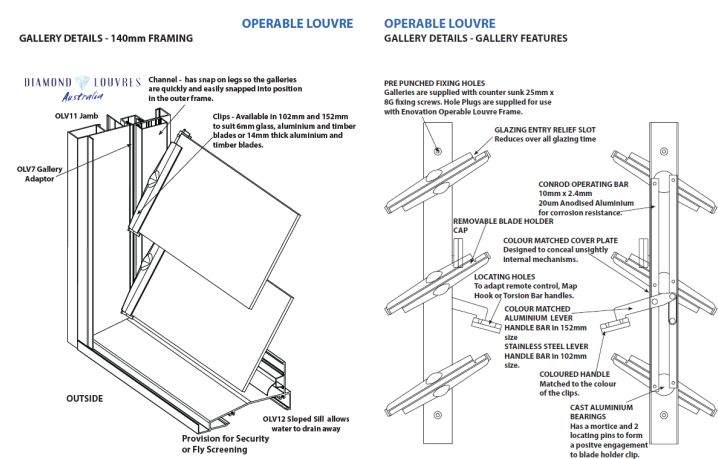 OPERABLE LOUVRE
GALLERY DETAILS - 140mm FRAMING
DIAMOND LOUVRES
Australia
Channel - has snap on legs so the galleries
are quickly and easily snapped into position
in the outer frame.
OLV11 Jamb
Clips - Available in 102mm and 152mm
to suit 6mm glass, aluminium and timber
blades or 14mm thick aluminium and
timber blades.
OLV7 Gallery
Adaptor
OUTSIDE
OLV12 Sloped Sill allows
water to drain away
Provision for Security
or Fly Screening
OPERABLE LOUVRE
GALLERY DETAILS - GALLERY FEATURES
PRE PUNCHED FIXING HOLES
Galleries are supplied with counter sunk 25mm x
8G fixing screws. Hole Plugs are supplied for use
with Enovation Operable Louvre Frame.
GLAZING ENTRY RELIEF SLOT
Reduces over all glazing time
CONROD OPERATING BAR
10mm x 2.4mm
20um Anodised Aluminium
for corrosion resistance.
REMOVABLE BLADE HOLDER
CAP
COLOUR MATCHED COVER PLATE
Designed to conceal unsightly
internal mechanisms.
LOCATING HOLES
To adapt remote control, Map
Hook or Torsion Bar handles.
COLOUR MATCHED
ALUMINIUM LEVER
HANDLE BAR in 152mm
size
STAINLESS STEEL LEVER
HANDLE BAR in 102mm
size.
COLOURED HANDLE
Matched to the colour
of the clips.
CAST ALUMINIUM
BEARINGS
Has a mortice and 2
locating pins to form
a positve engagement
to blade holder clip.